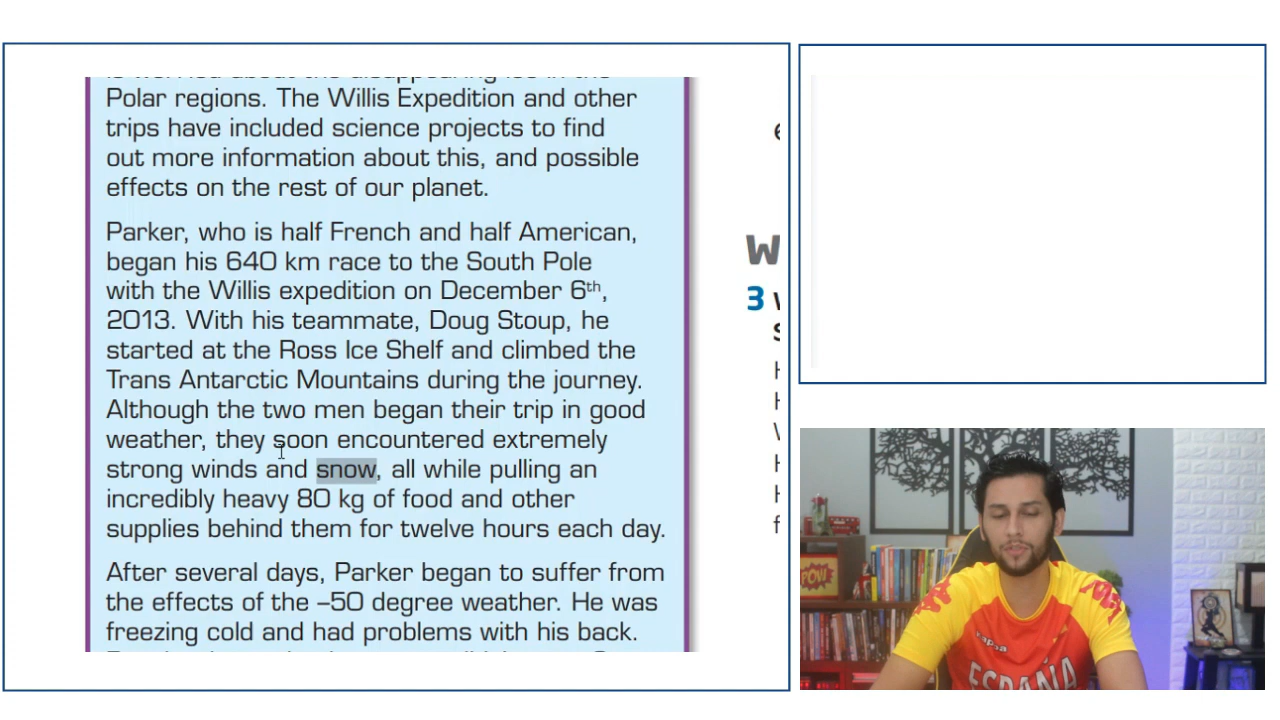 Polar regions. The Willis Expedition and other
trips have included science projects to find
out more information about this, and possible
effects on the rest of our planet.
Parker, who is half French and half American,
began his 640 km race to the South Pole
with the Willis expedition on December 6th,
2013. With his teammate, Doug Stoup, he
started at the Ross Ice Shelf and climbed the
Trans Antarctic Mountains during the journey.
Although the two men began their trip in good
weather, they soon encountered extremely
strong winds and snow, all while pulling an
incredibly heavy 80 kg of food and other
supplies behind them for twelve hours each day.
After several days, Parker began to suffer from
the effects of the –50 degree weather. He was
freezing cold and had problems with his back.
W
3
POW!
kappa
ESPAÑA